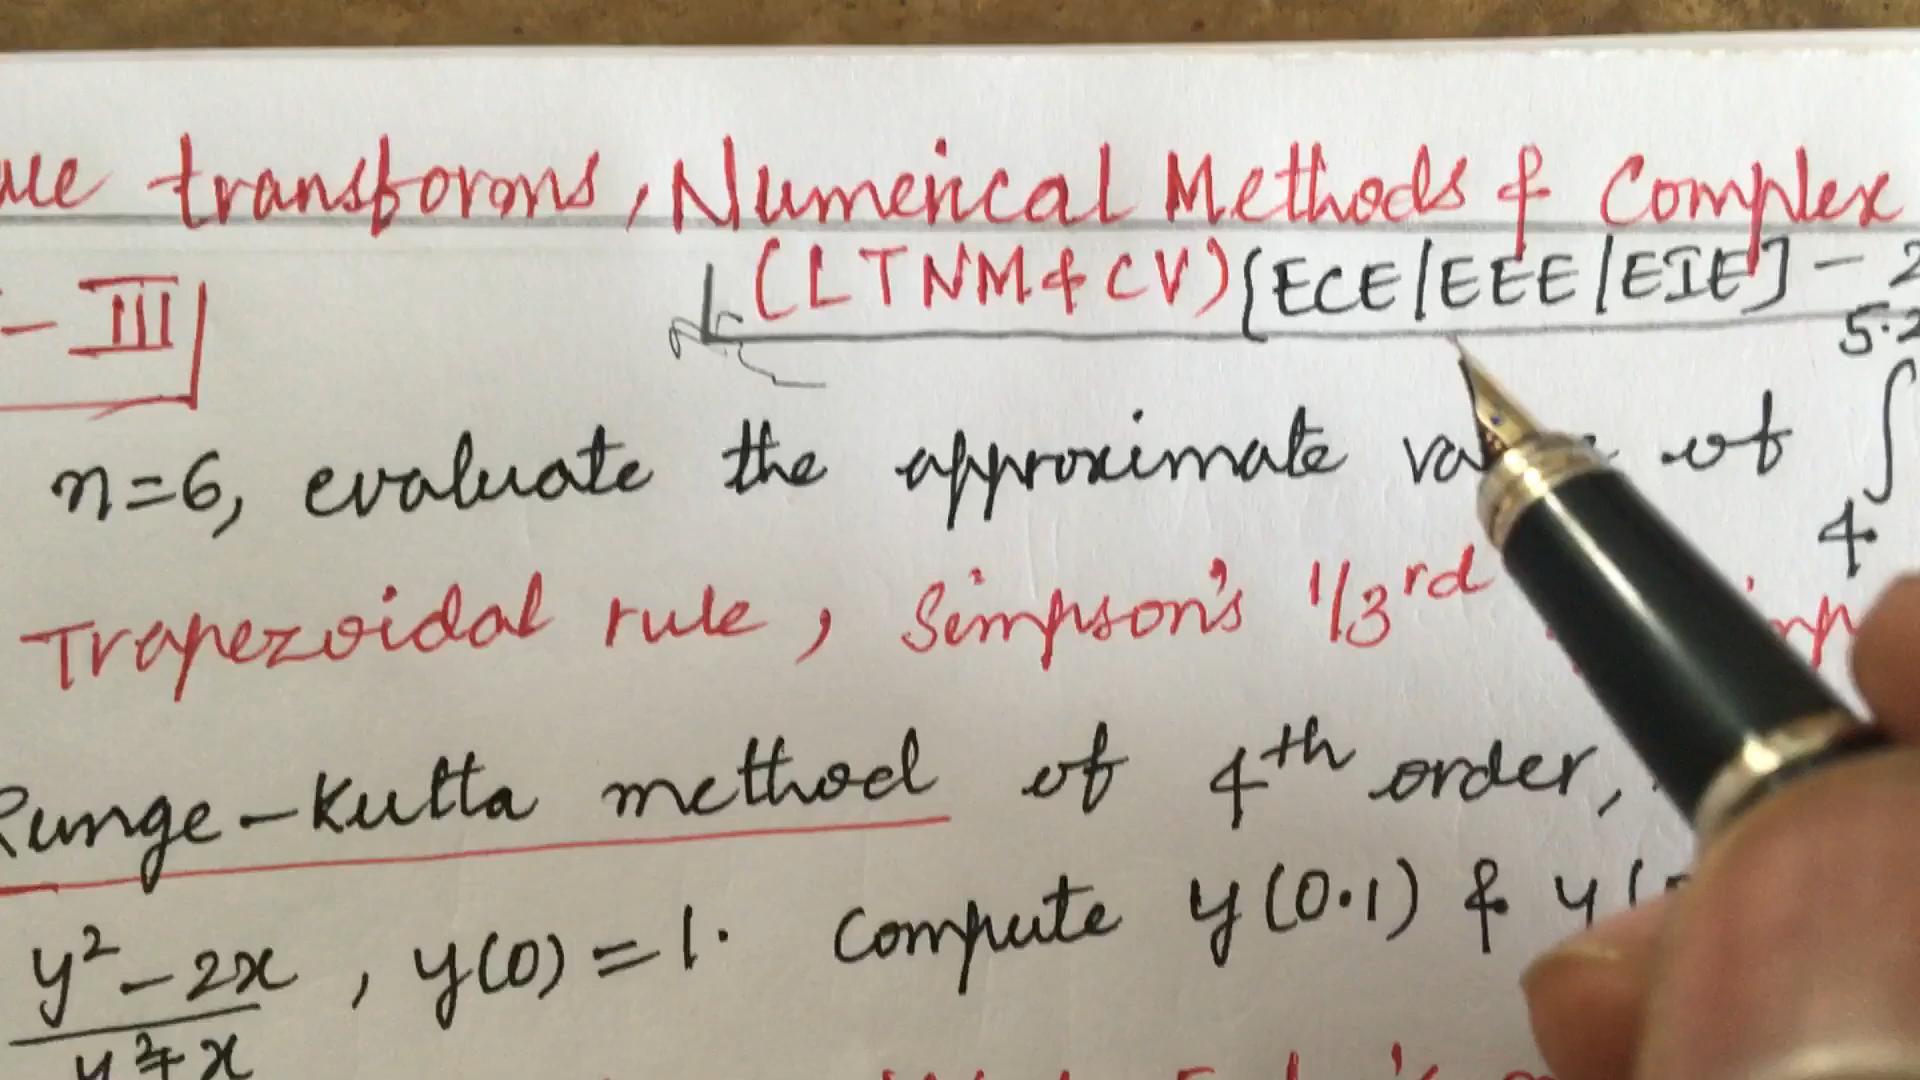 transforms, Numerical Methods & Complex
(LTNM & CV) [ECE/EEE/EIE] - 2
- III
5.2
n=6, evaluate the approximate of ∫
4
Trapezoidal rule, Simpson's 1/3rd
Runge-Kutta method of 4th order,
y²-2x , y(0)=1. Compute y(0.1) & y(
y²+x